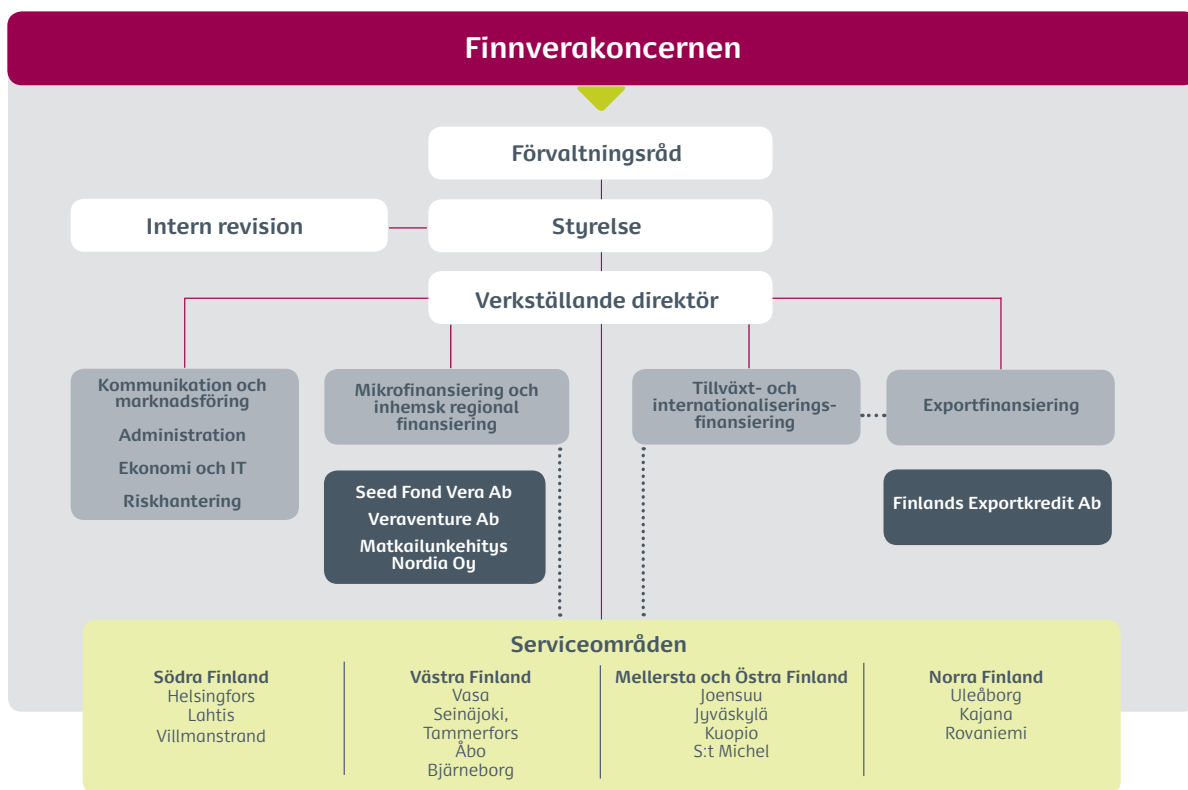 Finnverakoncernen
Förvaltningsråd
Intern revision
Styrelse
Verkställande direktör
Kommunikation och
marknadsföring
Administration
Ekonomi och IT
Riskhantering
Mikrofinansiering och
inhemsk regional
finansiering
Tillväxt- och
internationaliserings-
finansiering
Exportfinansiering
Seed Fond Vera Ab
Veraventure Ab
Matkailunkehitys
Nordia Oy
Finlands Exportkredit Ab
Serviceområden
Södra Finland
Helsingfors
Lahtis
Villmanstrand
Västra Finland
Vasa
Seinäjoki,
Tammerfors
Åbo
Bjärneborg
Mellersta och Östra Finland
Joensuu
Jyväskylä
Kuopio
S:t Michel
Norra Finland
Uleåborg
Kajana
Rovaniemi